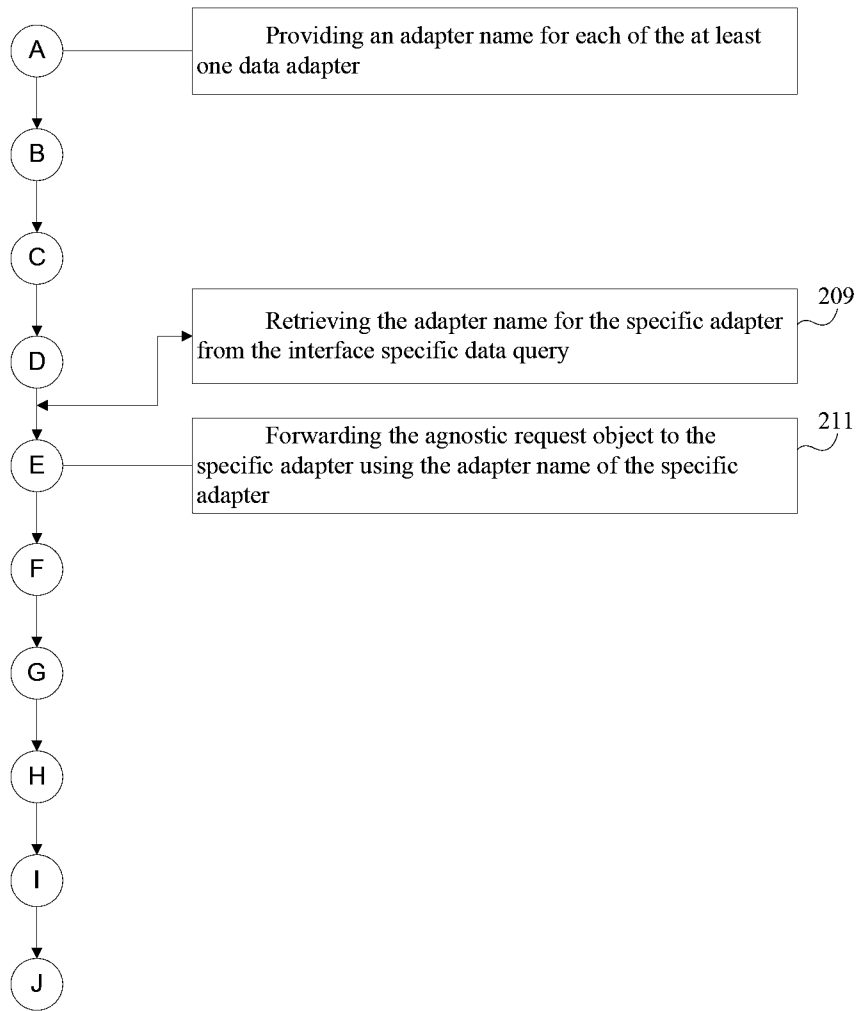 A
Providing an adapter name for each of the at least
one data adapter
B
C
209
Retrieving the adapter name for the specific adapter
from the interface specific data query
D
211
Forwarding the agnostic request object to the
specific adapter using the adapter name of the specific
adapter
E
F
G
H
I
J